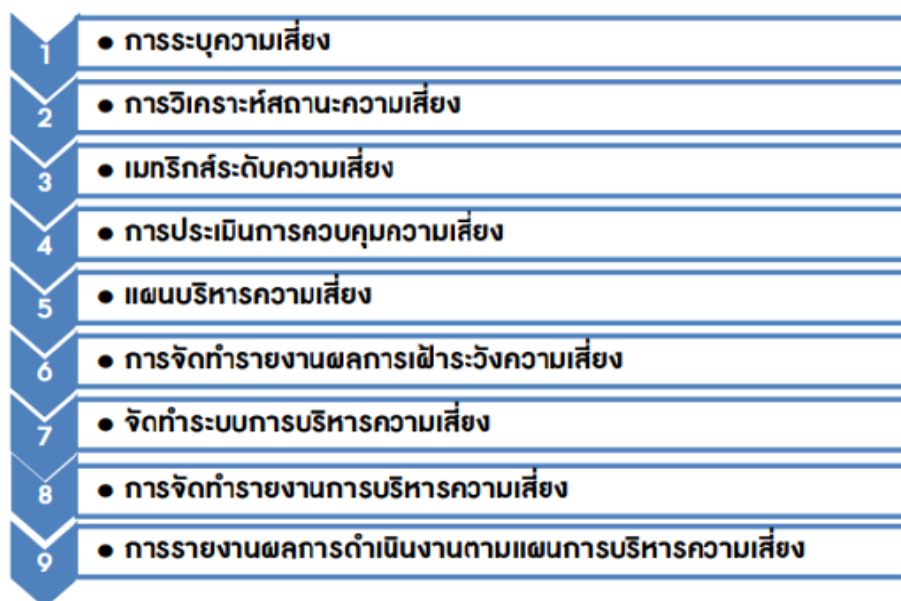 1 • การระบุความเสี่ยง
2 • การวิเคราะห์สถานะความเสี่ยง
3 • เมทริกส์ระดับความเสี่ยง
4 • การประเมินการควบคุมความเสี่ยง
5 • แผนบริหารความเสี่ยง
6 • การจัดทำรายงานผลการเฝ้าระวังความเสี่ยง
7 • จัดทำระบบการบริหารความเสี่ยง
8 • การจัดทำรายงานการบริหารความเสี่ยง
9 • การรายงานผลการดำเนินงานตามแผนการบริหารความเสี่ยง